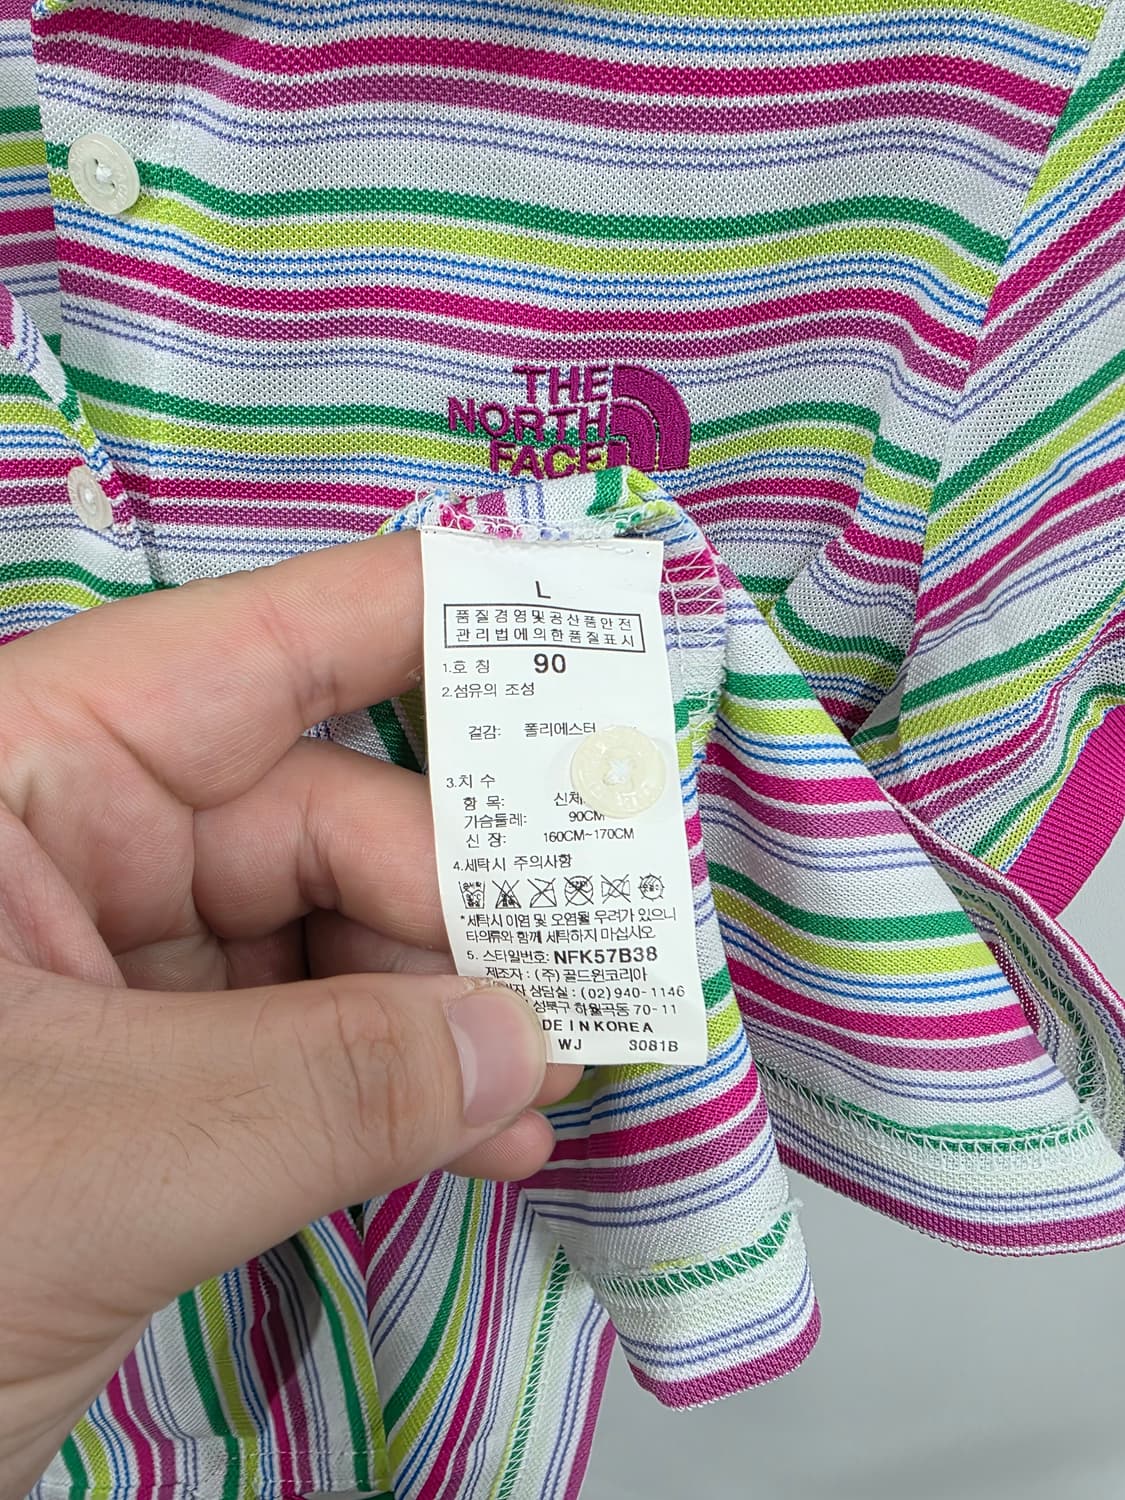 THE
NORTH
FACE
L
품질경영및공산품안전
관리법에의한품질표시
1.호 칭 90
2.섬유의 조성
겉감: 폴리에스터
3.치 수
항 목:
가슴둘레: 90CM
신 장: 160CM~170CM
4.세탁시 주의사항
*세탁시 이염 및 오염될 우려가 있으니
타의류와 함께 세탁하지 마십시오
5. 스타일번호: NFK57B38
제조자 : (주) 골드윈코리아
상담실 : (02)940-1146
성북구 하월곡동 70-11
IN KOREA
WJ 3081B